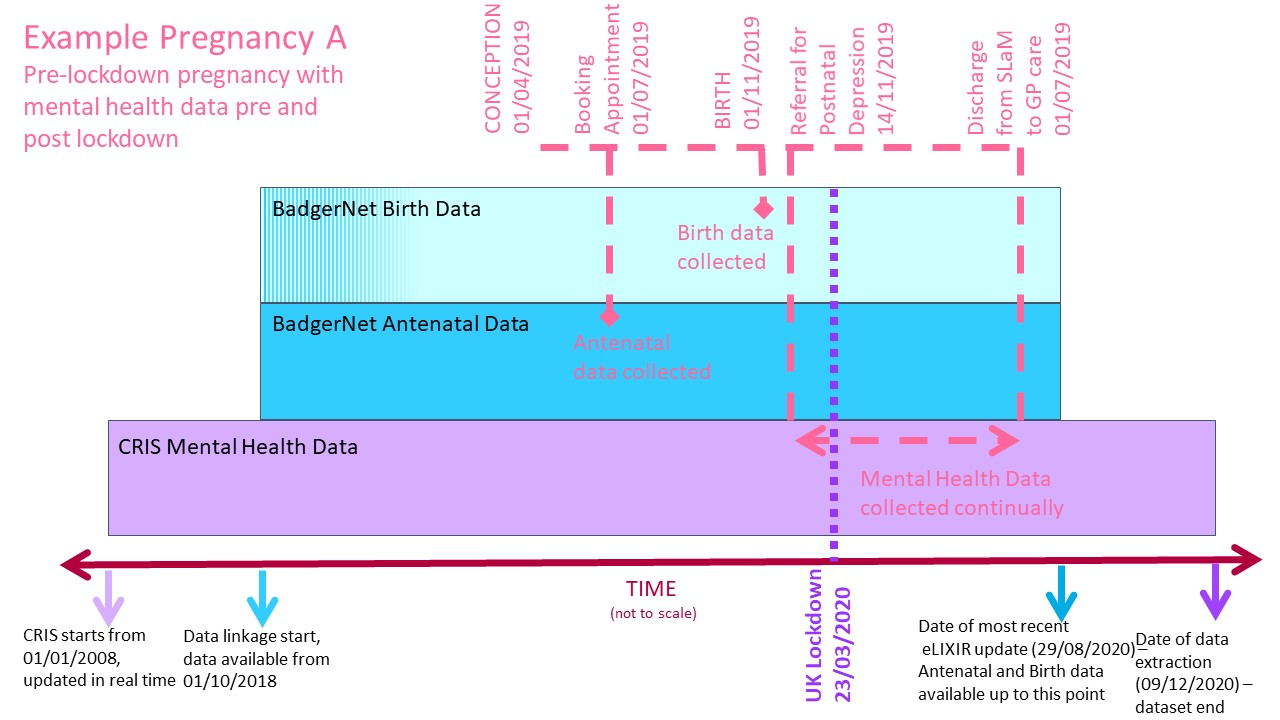 Example Pregnancy A
Pre-lockdown pregnancy with
mental health data pre and
post lockdown
CONCEPTION
01/04/2019
Booking
Appointment
01/07/2019
BIRTH
01/11/2019
Referral for
Postnatal
Depression
14/11/2019
Discharge
from SLaM
to GP care
01/07/2019
BadgerNet Birth Data
Birth data
collected
BadgerNet Antenatal Data
Antenatal
data collected
CRIS Mental Health Data
Mental Health Data
collected continually
TIME
(not to scale)
UK Lockdown
23/03/2020
CRIS starts from
01/01/2008,
updated in real time
Data linkage start,
data available from
01/10/2018
Date of most recent
eLIXIR update (29/08/2020)–
Antenatal and Birth data
available up to this point
Date of data
extraction
(09/12/2020) –
dataset end